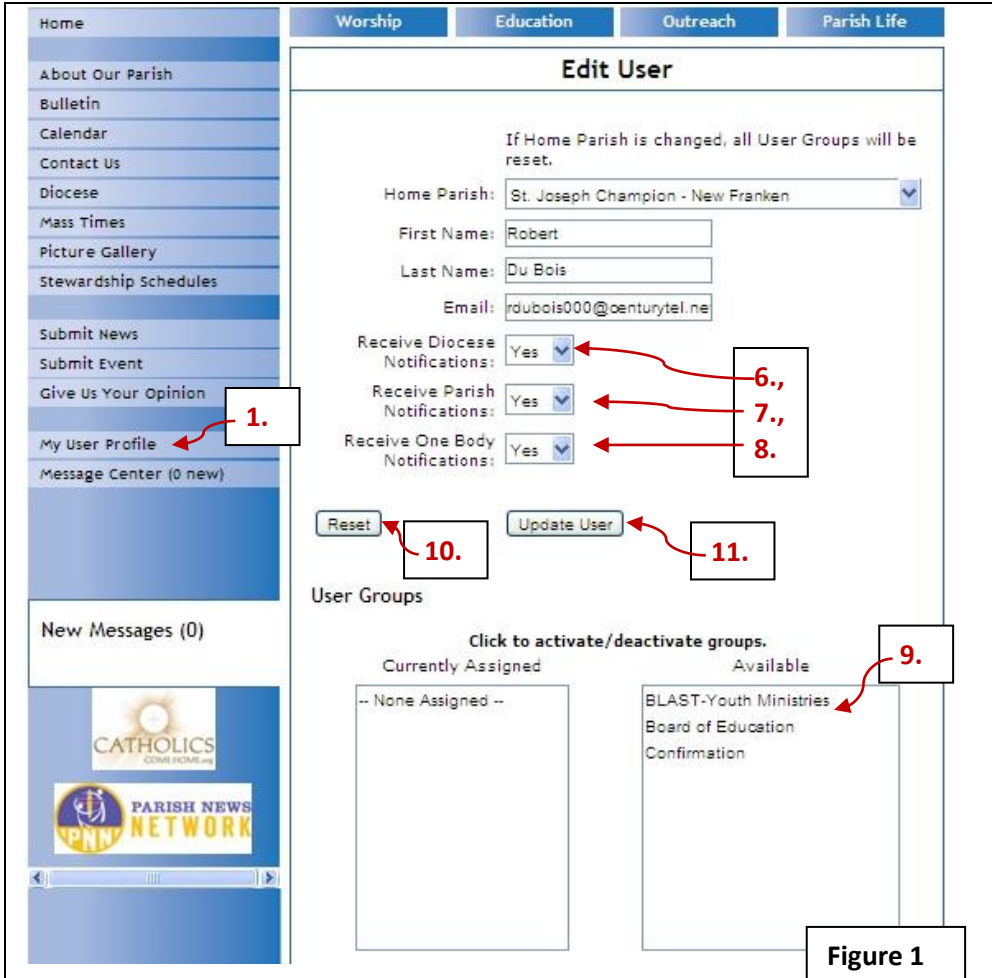 Home
About Our Parish
Bulletin
Calendar
Contact Us
Diocese
Mass Times
Picture Gallery
Stewardship Schedules
Submit News
Submit Event
Give Us Your Opinion
1.
My User Profile
Message Center (0 new)
New Messages (0)
CATHOLICS
COME HOME.org
PNN
PARISH NEWS
NETWORK
Worship Education Outreach Parish Life
Edit User
If Home Parish is changed, all User Groups will be
reset.
Home Parish: St. Joseph Champion - New Franken
First Name: Robert
Last Name: Du Bois
Email: rdubois000@centurytel.ne
Receive Diocese
Notifications: Yes
6.,
Receive Parish
Notifications: Yes
7.,
Receive One Body
Notifications: Yes
8.
Reset
10.
Update User
11.
User Groups
Click to activate/deactivate groups.
Currently Assigned Available
9.
-- None Assigned --
BLAST-Youth Ministries
Board of Education
Confirmation
Figure 1